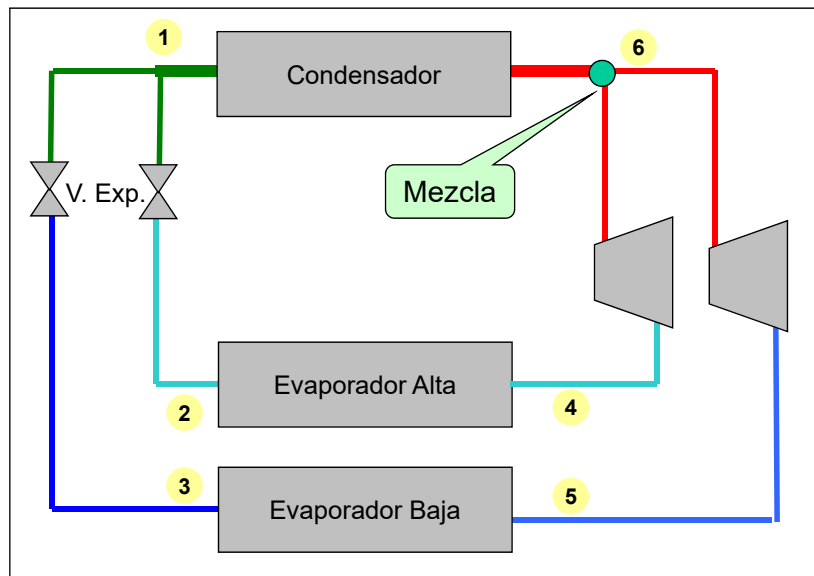 1
6
Condensador
V. Exp.
Mezcla
Evaporador Alta
2
4
3
5
Evaporador Baja